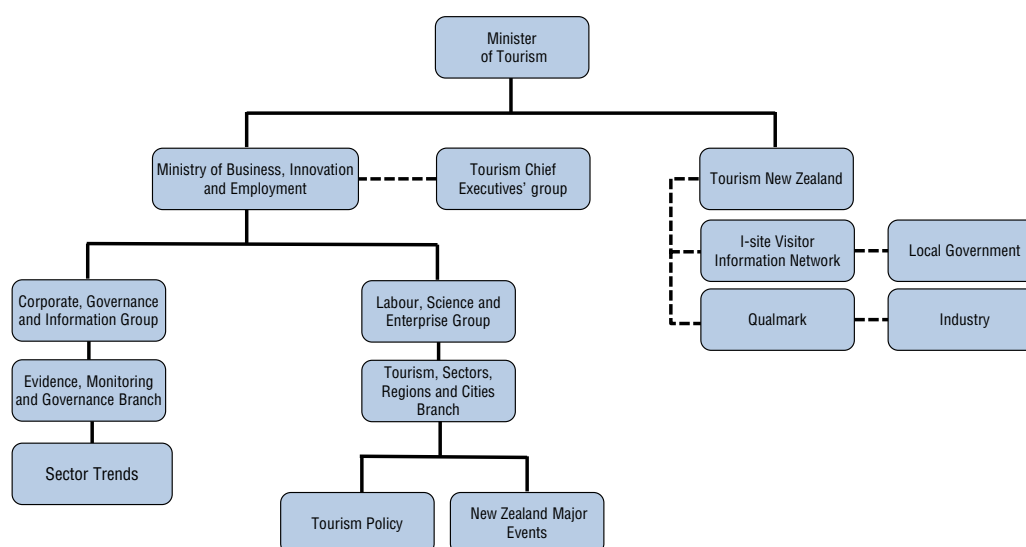 Minister
of Tourism
Ministry of Business, Innovation
and Employment
Tourism Chief
Executives' group
Tourism New Zealand
I-site Visitor
Information Network
Local Government
Corporate, Governance
and Information Group
Labour, Science and
Enterprise Group
Qualmark
Industry
Evidence, Monitoring
and Governance Branch
Tourism, Sectors,
Regions and Cities
Branch
Sector Trends
Tourism Policy
New Zealand Major
Events